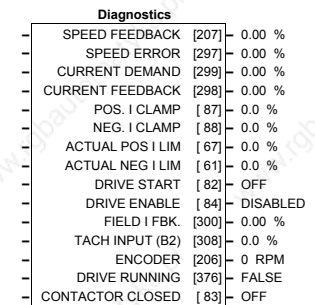 Diagnostics
SPEED FEEDBACK [207] 0.00 %
SPEED ERROR [297] 0.00 %
CURRENT DEMAND [299] 0.00 %
CURRENT FEEDBACK [298] 0.00 %
POS. I CLAMP [ 87] 0.0 %
NEG. I CLAMP [ 88] 0.0 %
ACTUAL POS I LIM [ 67] 0.0 %
ACTUAL NEG I LIM [ 61] 0.0 %
DRIVE START [ 82] OFF
DRIVE ENABLE [ 84] DISABLED
FIELD I FBK. [300] 0.00 %
TACH INPUT (B2) [308] 0.0 %
ENCODER [206] 0 RPM
DRIVE RUNNING [376] FALSE
CONTACTOR CLOSED [ 83] OFF